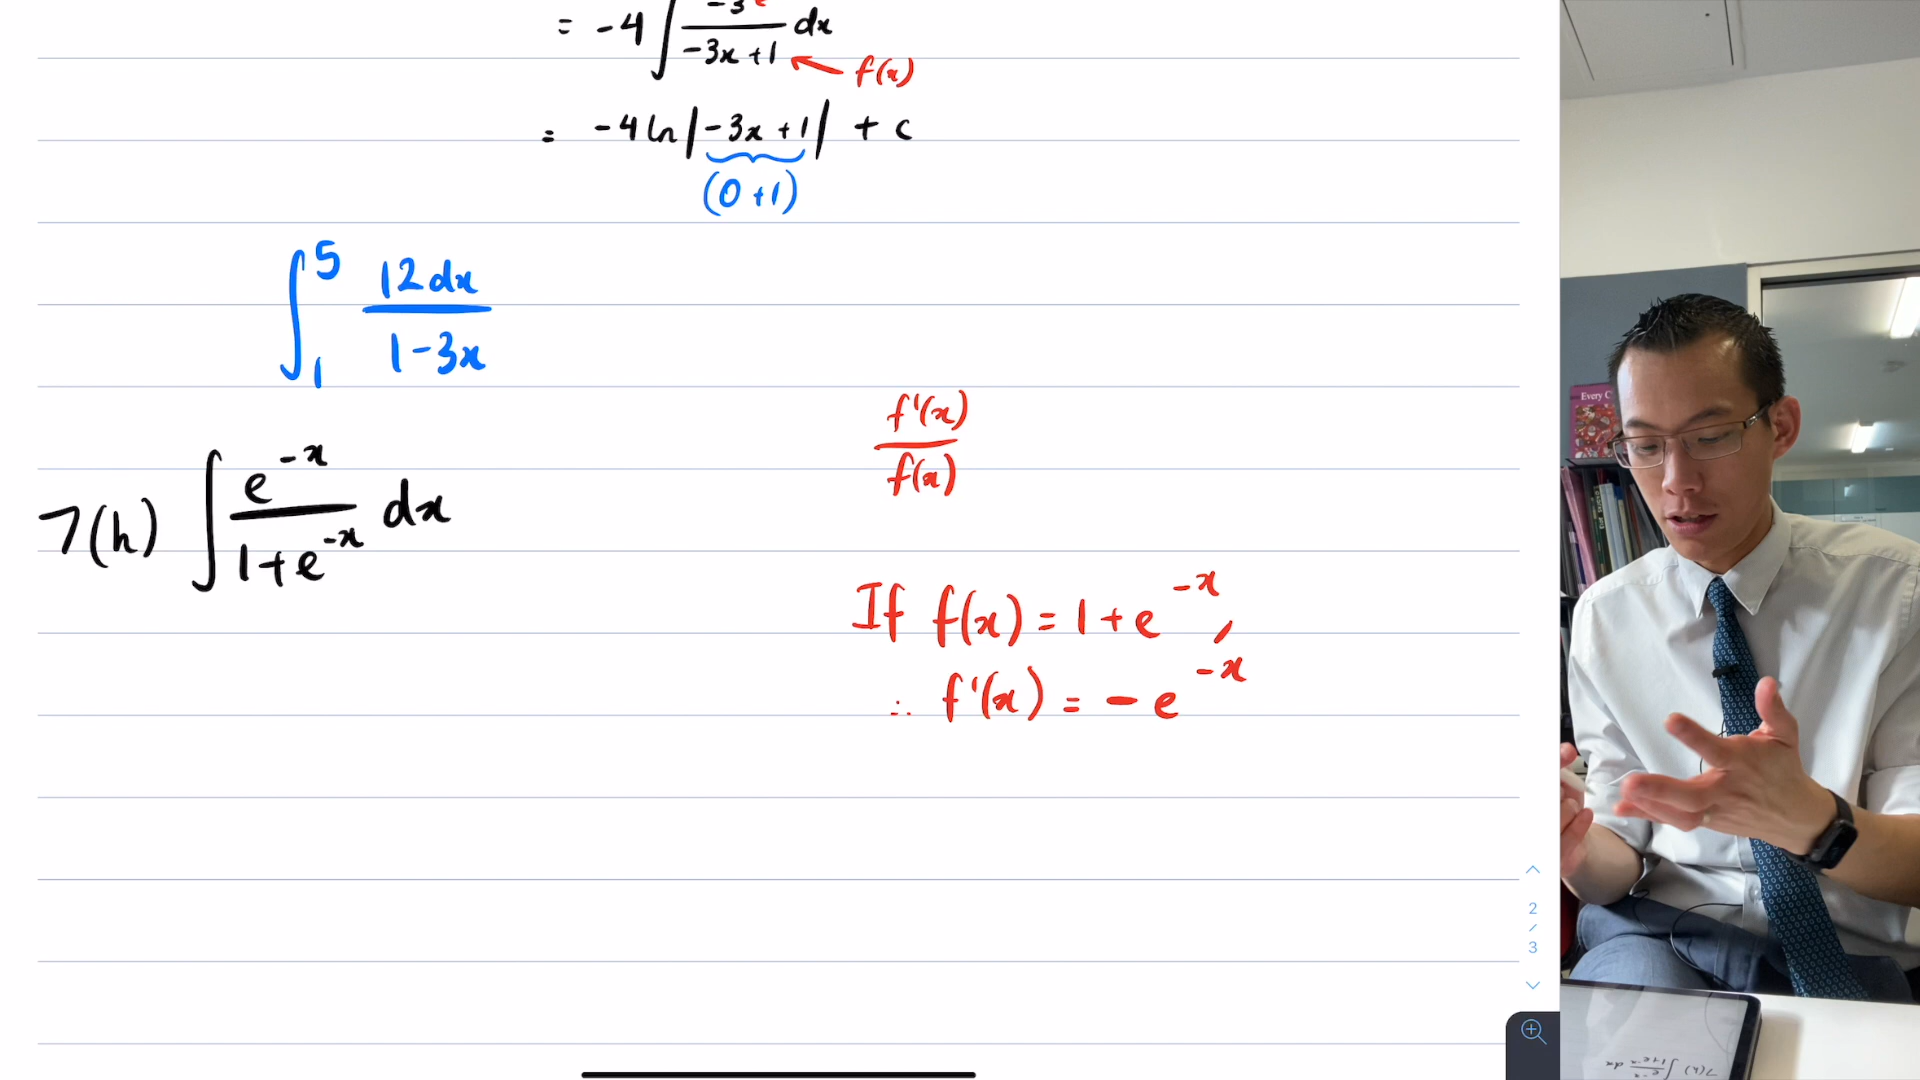 = -4 ∫ -3/(-3x+1) dx
f(x)
= -4 ln|-3x+1| + c
(0+1)
∫₁⁵ 12dx/(1-3x)
f'(x)/f(x)
7(h) ∫ e^(-x)/(1+e^(-x)) dx
If f(x) = 1+e^(-x),
∴ f'(x) = -e^(-x)
2
/
3
Every C